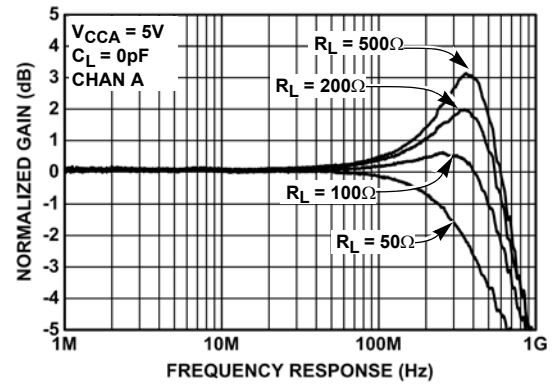 V_CCA = 5V
C_L = 0pF
CHAN A
R_L = 500Ω
R_L = 200Ω
R_L = 100Ω
R_L = 50Ω
NORMALIZED GAIN (dB)
5
4
3
2
1
0
-1
-2
-3
-4
-5
1M
10M
100M
1G
FREQUENCY RESPONSE (Hz)